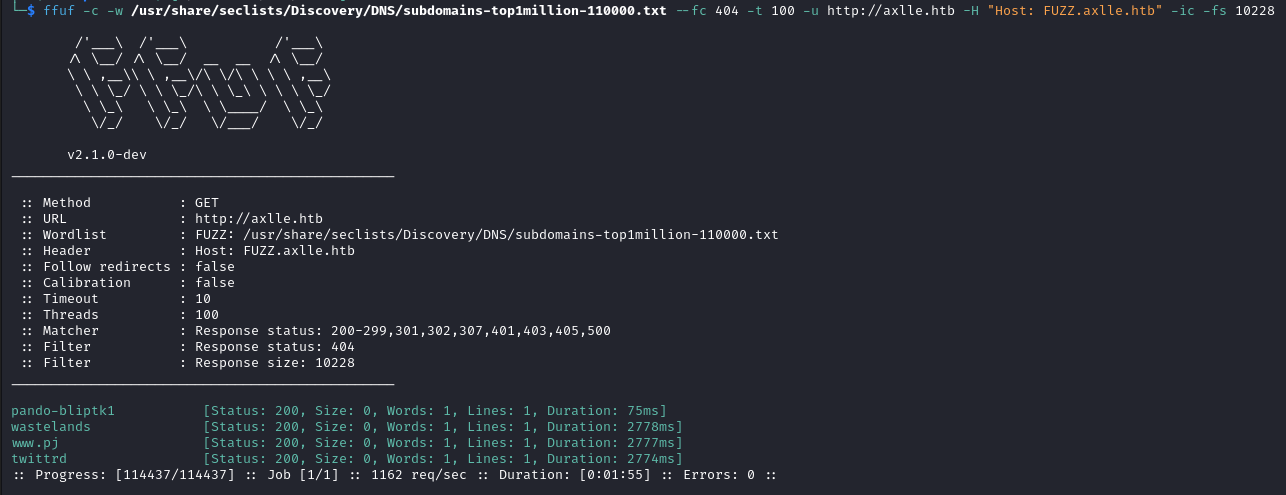 └─$ ffuf -c -w /usr/share/seclists/Discovery/DNS/subdomains-top1million-110000.txt --fc 404 -t 100 -u http://axlle.htb -H "Host: FUZZ.axlle.htb" -ic -fs 10228
        /'___\  /'___\           /'___\
       /\ \__/ /\ \__/  __  __  /\ \__/
       \ \ ,__\\ \ ,__\/\ \/\ \ \ \ ,__\
        \ \ \_/ \ \ \_/\ \ \_\ \ \ \ \_/
         \ \_\   \ \_\  \ \____/  \ \_\
          \/_/    \/_/   \/___/    \/_/
v2.1.0-dev
________________________________________________
:: Method           : GET
:: URL              : http://axlle.htb
:: Wordlist         : FUZZ: /usr/share/seclists/Discovery/DNS/subdomains-top1million-110000.txt
:: Header           : Host: FUZZ.axlle.htb
:: Follow redirects : false
:: Calibration      : false
:: Timeout          : 10
:: Threads          : 100
:: Matcher          : Response status: 200-299,301,302,307,401,403,405,500
:: Filter           : Response status: 404
:: Filter           : Response size: 10228
________________________________________________
pando-bliptk1           [Status: 200, Size: 0, Words: 1, Lines: 1, Duration: 75ms]
wastelands              [Status: 200, Size: 0, Words: 1, Lines: 1, Duration: 2778ms]
www.pj                  [Status: 200, Size: 0, Words: 1, Lines: 1, Duration: 2777ms]
twittrd                 [Status: 200, Size: 0, Words: 1, Lines: 1, Duration: 2774ms]
:: Progress: [114437/114437] :: Job [1/1] :: 1162 req/sec :: Duration: [0:01:55] :: Errors: 0 ::